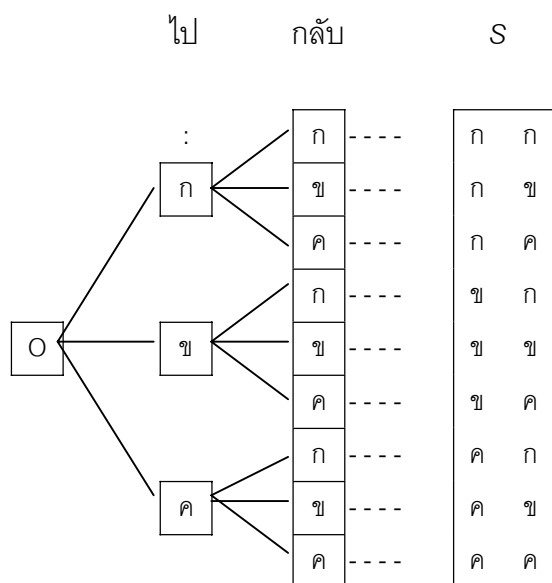 ไป กลับ S
:
ก ---- ก ก
ก ข ---- ก ข
ค ---- ก ค
ก ---- ข ก
O ข ข ---- ข ข
ค ---- ข ค
ก ---- ค ก
ค ข ---- ค ข
ค ---- ค ค